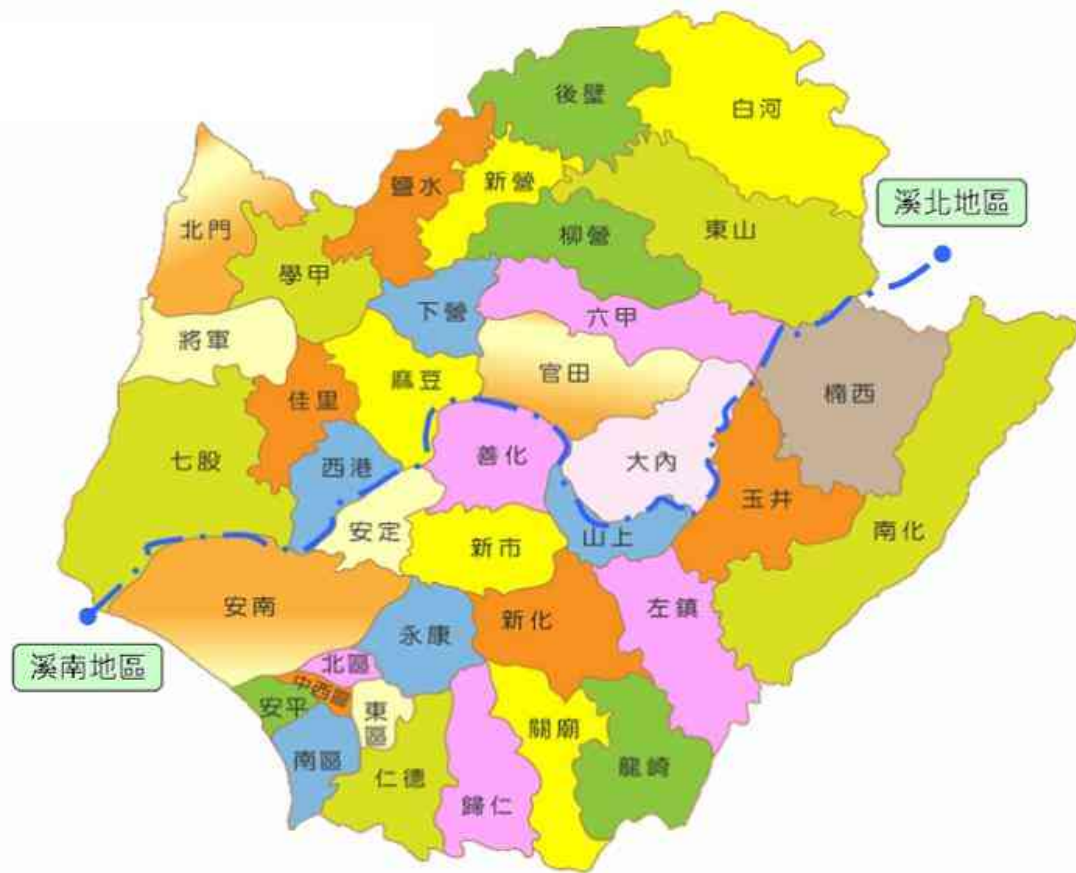 後壁
白河
鹽水
新營
溪北地區
北門
柳營
東山
學甲
下營
六甲
將軍
麻豆
官田
佳里
楠西
七股
西港
善化
大內
玉井
安定
新市
山上
南化
安南
永康
新化
左鎮
溪南地區
北區
中西區
安平
東區
關廟
南區
仁德
龍崎
歸仁